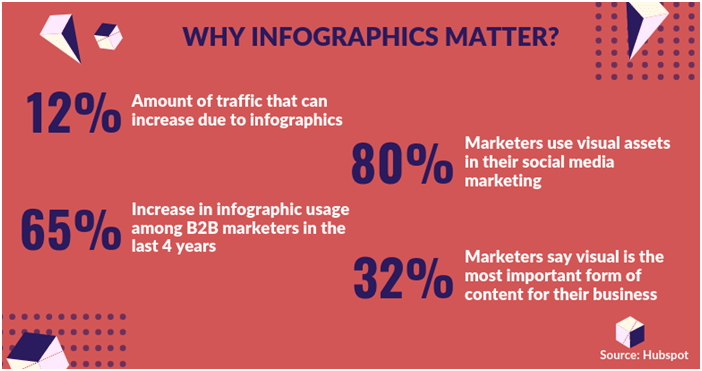 WHY INFOGRAPHICS MATTER?
12%
Amount of traffic that can
increase due to infographics
80%
Marketers use visual assets
in their social media
marketing
65%
Increase in infographic usage
among B2B marketers in the
last 4 years
32%
Marketers say visual is the
most important form of
content for their business
Source: Hubspot